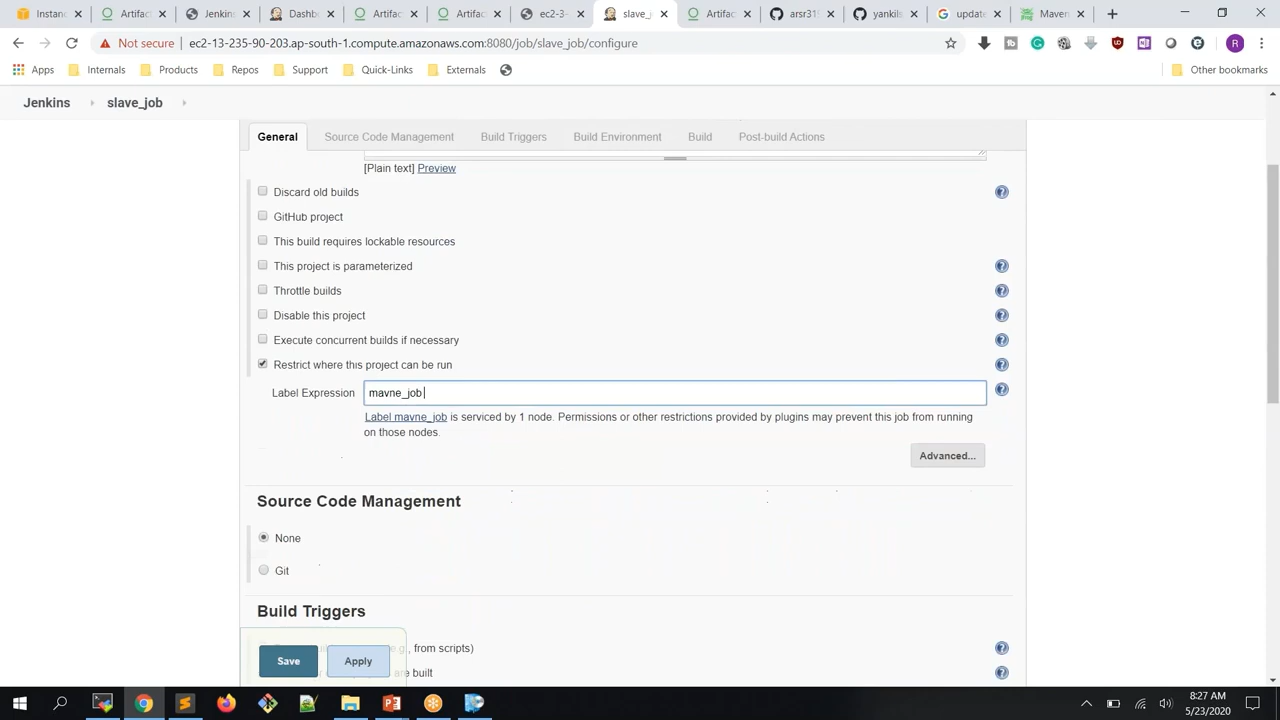 Instanc
Artifac
Jenkins
Dashb
Artifac
Artifac
ec2-3-
slave_j
Artifac
arsr319
yankils
update
Maven
Not secure
ec2-13-235-90-203.ap-south-1.compute.amazonaws.com:8080/job/slave_job/configure
Apps
Internals
Products
Repos
Support
Quick-Links
Externals
Other bookmarks
Jenkins
slave_job
General
Source Code Management
Build Triggers
Build Environment
Build
Post-build Actions
[Plain text] Preview
Discard old builds
GitHub project
This build requires lockable resources
This project is parameterized
Throttle builds
Disable this project
Execute concurrent builds if necessary
Restrict where this project can be run
Label Expression
mavne_job
Label mavne_job is serviced by 1 node. Permissions or other restrictions provided by plugins may prevent this job from running
on those nodes.
Advanced...
Source Code Management
None
Git
Build Triggers
, from scripts)
are built
Save
Apply
8:27 AM
5/23/2020